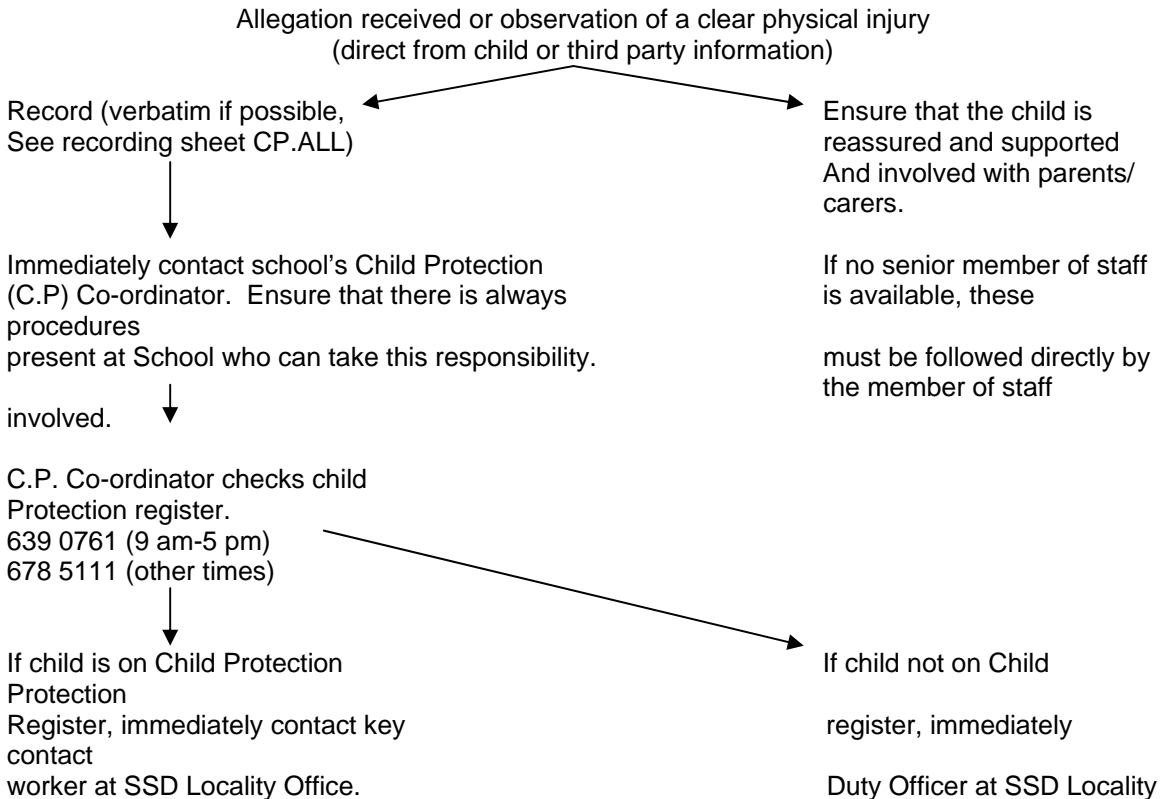 Allegation received or observation of a clear physical injury
(direct from child or third party information)
Record (verbatim if possible,
See recording sheet CP.ALL)
Ensure that the child is
reassured and supported
And involved with parents/
carers.
Immediately contact school's Child Protection
(C.P) Co-ordinator.  Ensure that there is always
procedures
present at School who can take this responsibility.
involved.
If no senior member of staff
is available, these
must be followed directly by
the member of staff
C.P. Co-ordinator checks child
Protection register.
639 0761 (9 am-5 pm)
678 5111 (other times)
If child is on Child Protection
Protection
Register, immediately contact key
contact
worker at SSD Locality Office.
If child not on Child
register, immediately
Duty Officer at SSD Locality